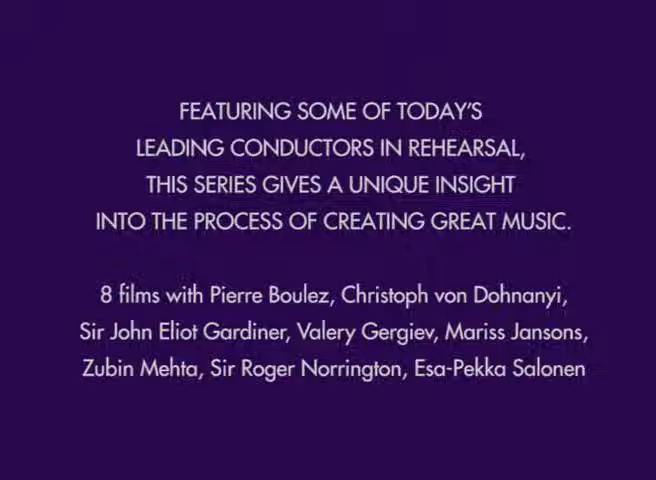 FEATURING SOME OF TODAY'S
LEADING CONDUCTORS IN REHEARSAL,
THIS SERIES GIVES A UNIQUE INSIGHT
INTO THE PROCESS OF CREATING GREAT MUSIC.
8 films with Pierre Boulez, Christoph von Dohnanyi,
Sir John Eliot Gardiner, Valery Gergiev, Mariss Jansons,
Zubin Mehta, Sir Roger Norrington, Esa-Pekka Salonen